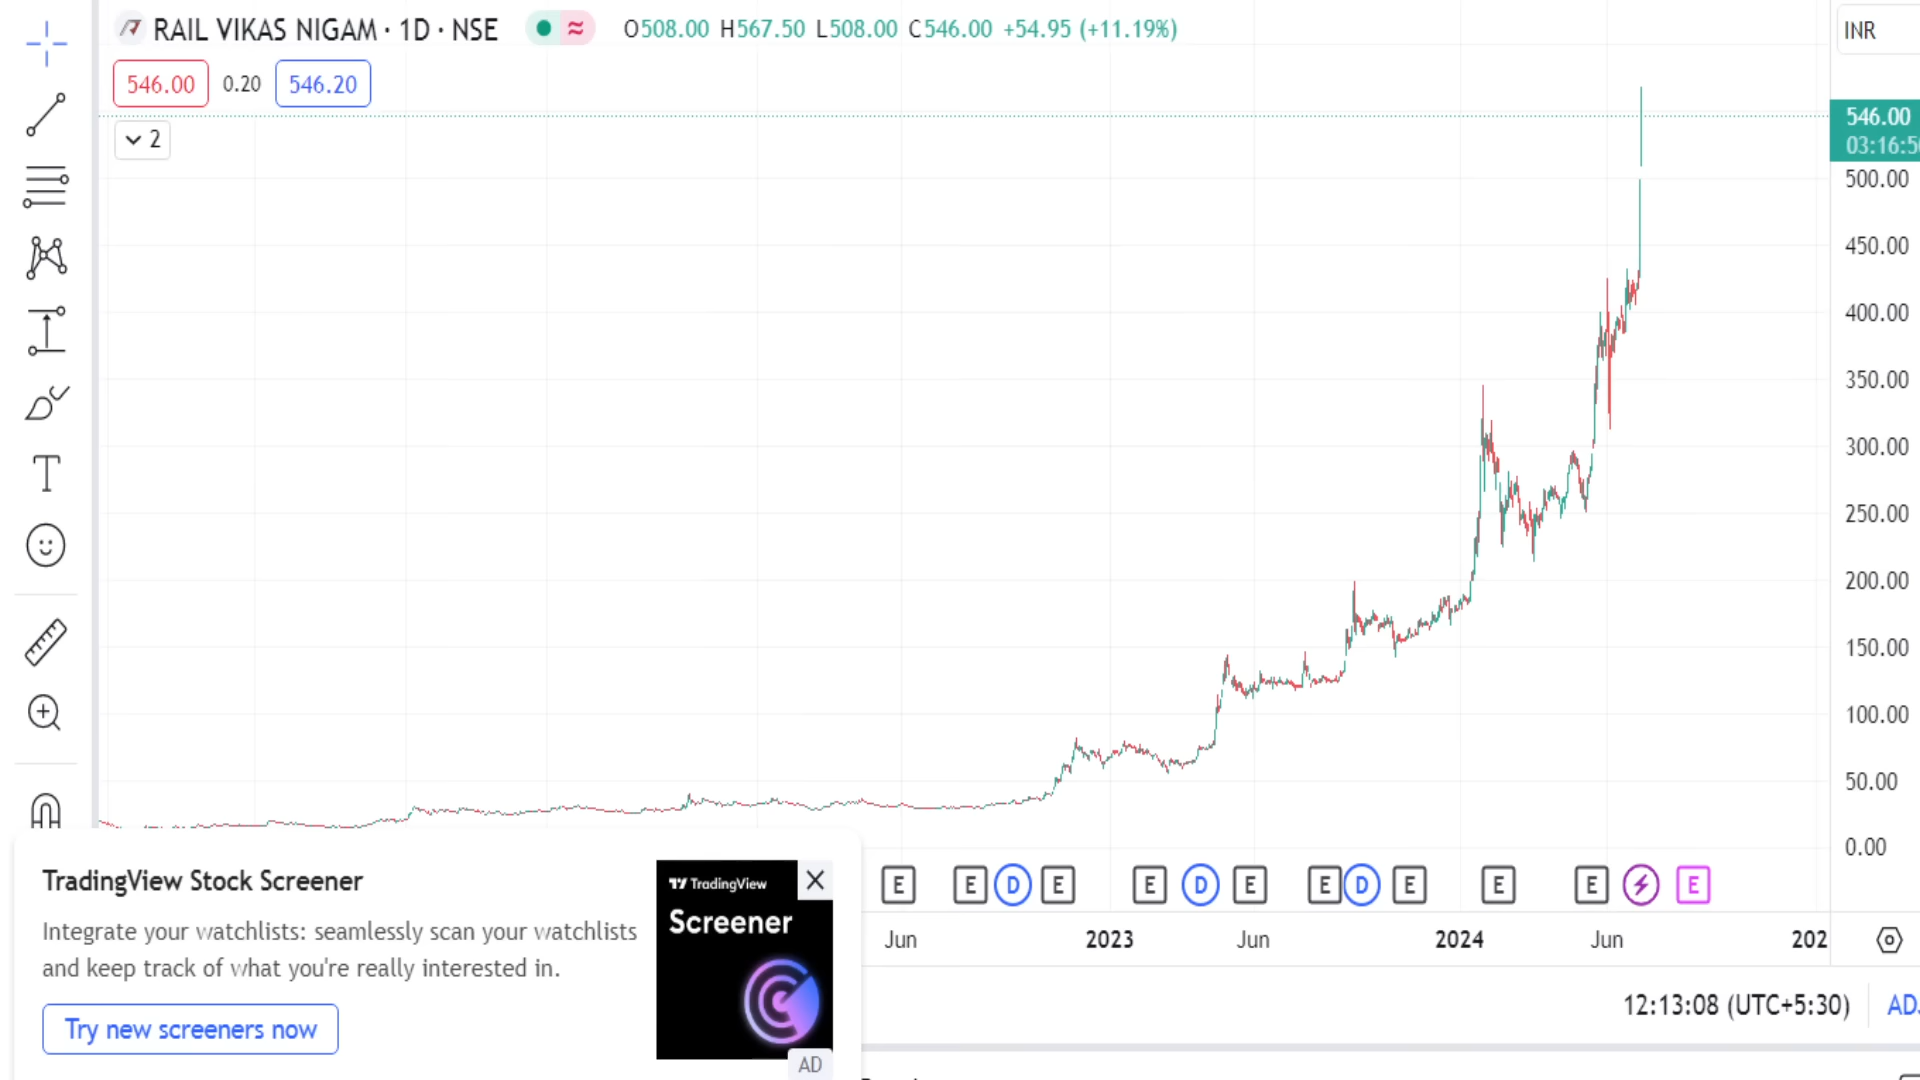 RAIL VIKAS NIGAM · 1D · NSE
O508.00 H567.50 L508.00 C546.00 +54.95 (+11.19%)
INR
546.00 0.20 546.20
2
546.00
03:16:5
500.00
450.00
400.00
350.00
300.00
250.00
200.00
150.00
100.00
50.00
0.00
E E D E E D E E D E E E E
Jun 2023 Jun 2024 Jun 202
12:13:08 (UTC+5:30)
TradingView Stock Screener
Integrate your watchlists: seamlessly scan your watchlists
and keep track of what you're really interested in.
Try new screeners now
TradingView
Screener
AD